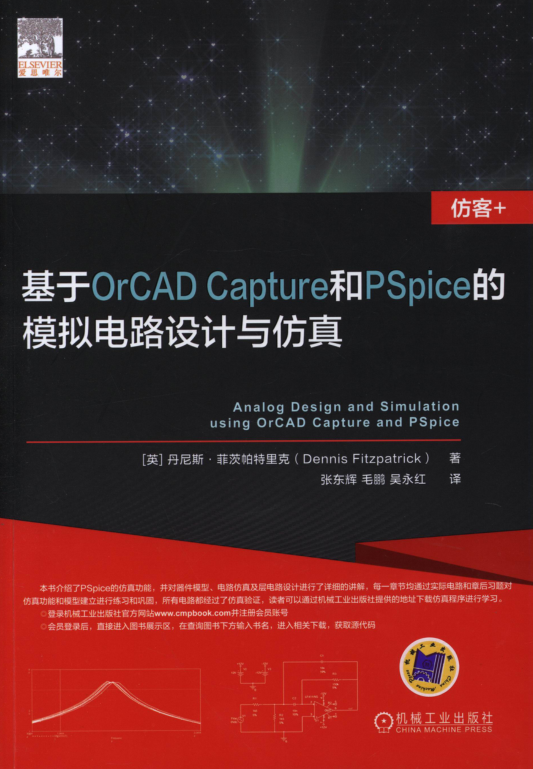 ELSEVIER
爱思唯尔
仿客+
基于OrCAD Capture和PSpice的
模拟电路设计与仿真
Analog Design and Simulation
using OrCAD Capture and PSpice
[英] 丹尼斯·菲茨帕特里克（Dennis Fitzpatrick） 著
张东辉 毛鹏 吴永红 译
本书介绍了PSpice的仿真功能，并对器件模型，电路仿真及层电路设计进行了详细的讲解，每一章节均通过实际电路和章后习题对
仿真功能和模型建立进行练习和巩固，所有电路都经过了仿真验证，读者可以通过机械工业出版社提供的地址下载仿真程序进行学习。
○登录机械工业出版社官方网站www.cmpbook.com并注册会员账号
○会员登录后，直接进入图书展示区，在查询图书下方输入书名，进入相关下载，获取源代码
机械工业出版社
CHINA MACHINE PRESS